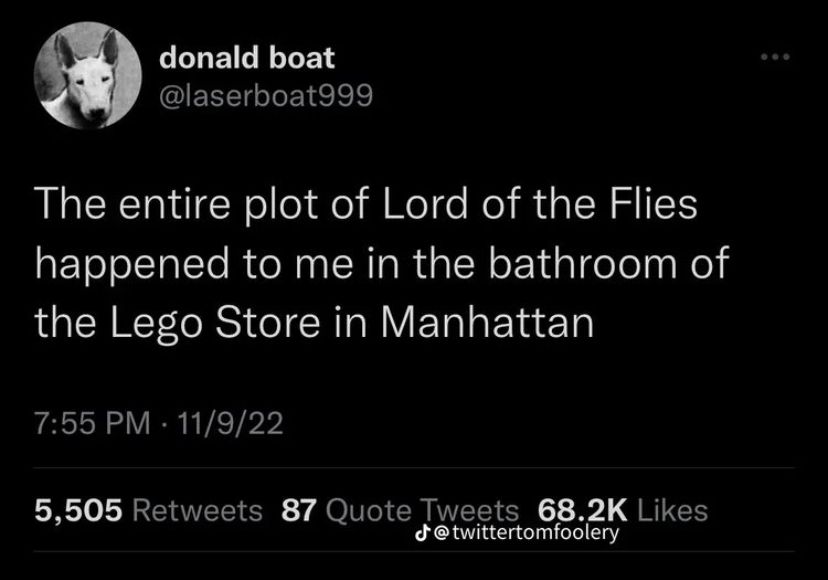 donald boat
@laserboat999
The entire plot of Lord of the Flies
happened to me in the bathroom of
the Lego Store in Manhattan
7:55 PM · 11/9/22
5,505 Retweets 87 Quote Tweets 68.2K Likes
@twittertomfoolery